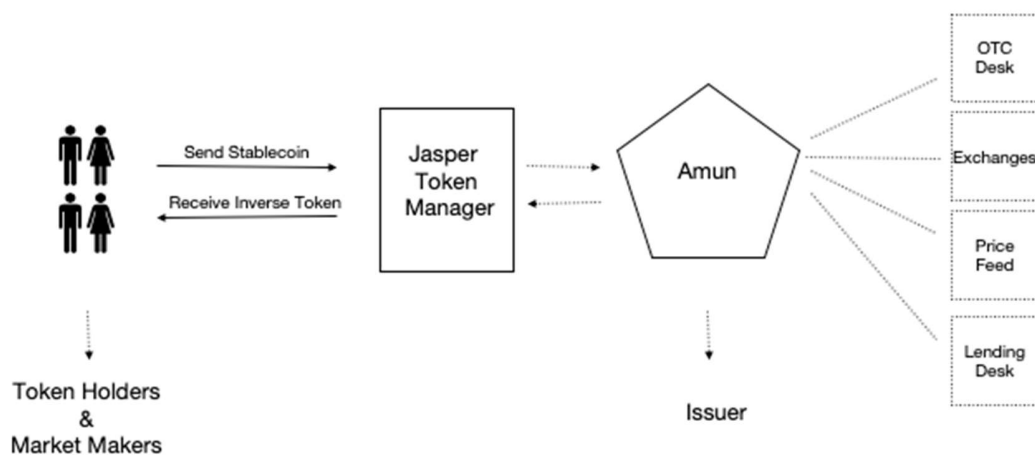 Send Stablecoin
Receive Inverse Token
Token Holders
&
Market Makers
Jasper
Token
Manager
Amun
Issuer
OTC
Desk
Exchanges
Price
Feed
Lending
Desk